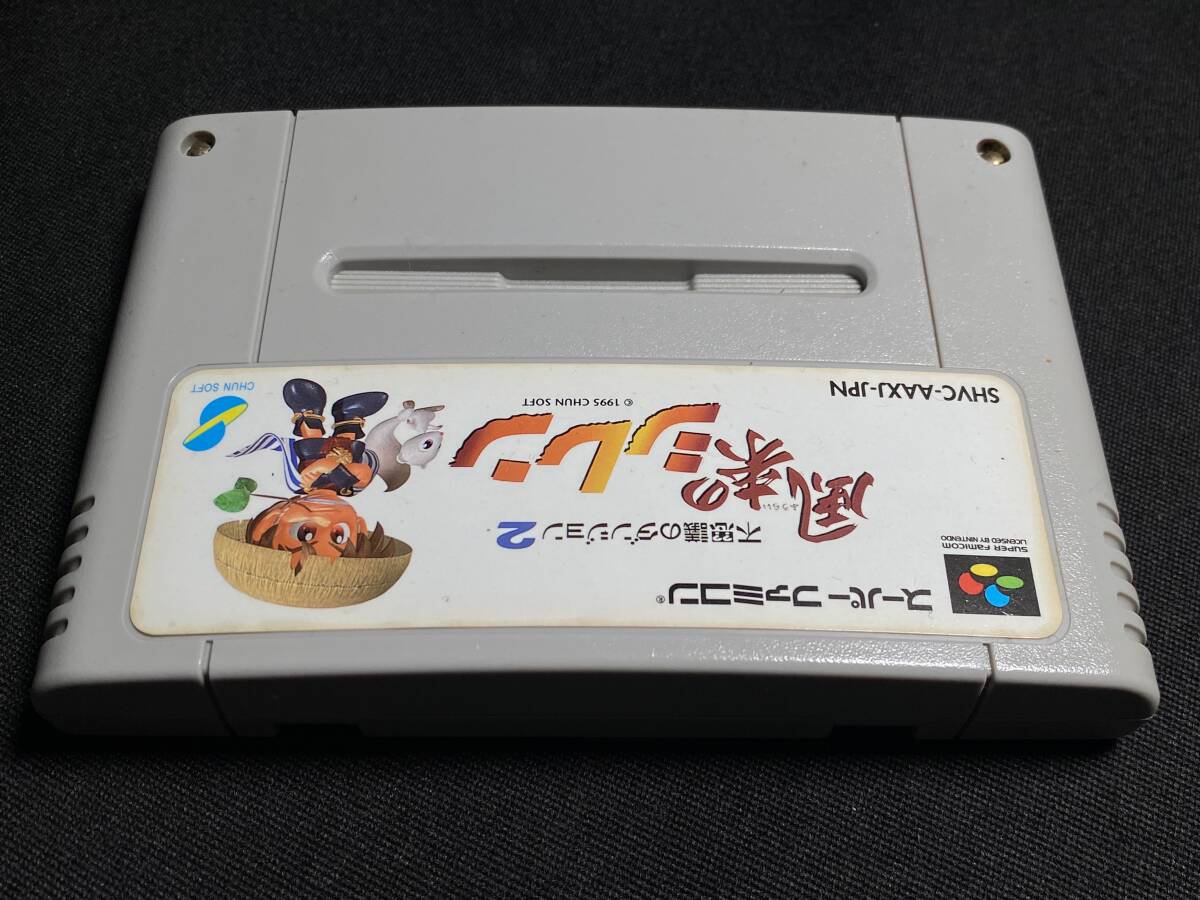 スーパーファミコン®
SUPER FAMICOM
LICENSED BY NINTENDO
不思議のダンジョン2
風来の
ふうらい
シレン
© 1995 CHUN SOFT
SHVC-AAXJ-JPN
CHUN SOFT